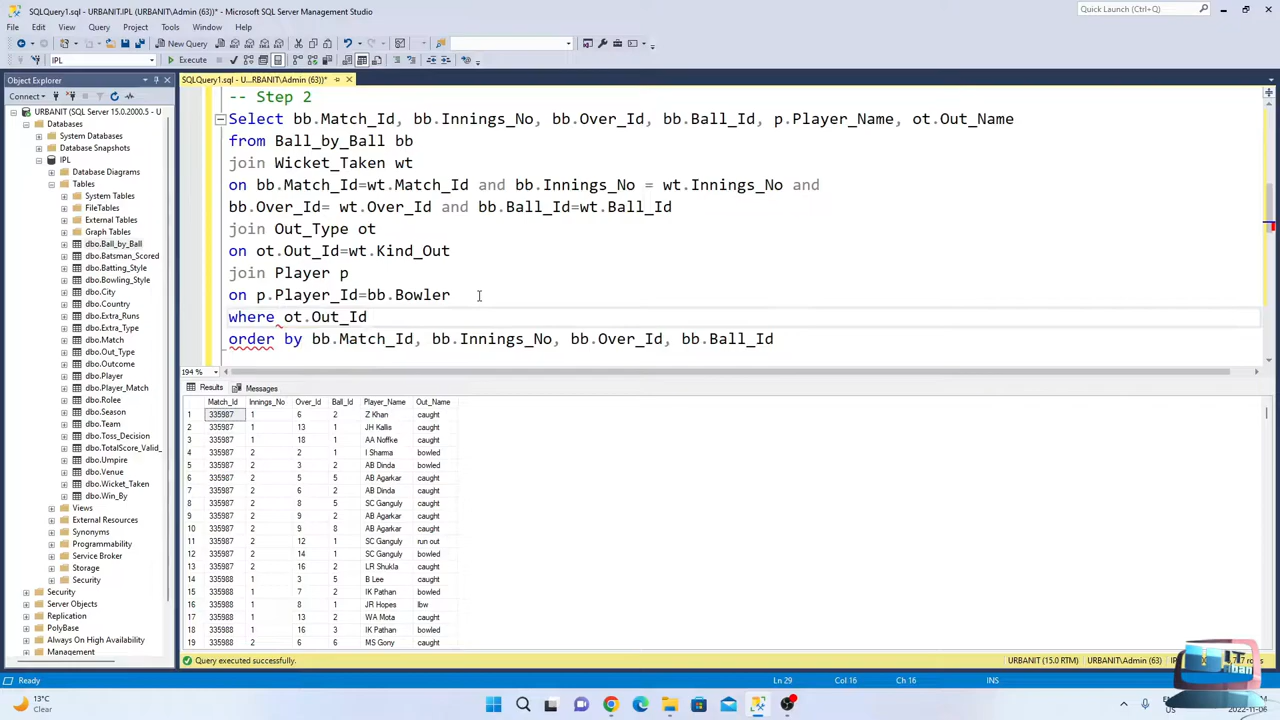 SQLQuery1.sql - URBANIT.IPL (URBANIT\Admin (63))* - Microsoft SQL Server Management Studio
Quick Launch (Ctrl+Q)
File Edit View Query Project Tools Window Help
New Query
IPL Execute
Object Explorer
SQLQuery1.sql - U...RBANIT\Admin (63))*
Connect
URBANIT (SQL Server 15.0.2000.5 - U
Databases
System Databases
Database Snapshots
IPL
Database Diagrams
Tables
System Tables
FileTables
External Tables
Graph Tables
dbo.Ball_by_Ball
dbo.Batsman_Scored
dbo.Batting_Style
dbo.Bowling_Style
dbo.City
dbo.Country
dbo.Extra_Runs
dbo.Extra_Type
dbo.Match
dbo.Out_Type
dbo.Outcome
dbo.Player
dbo.Player_Match
dbo.Rolee
dbo.Season
dbo.Team
dbo.Toss_Decision
dbo.TotalScore_Valid_
dbo.Umpire
dbo.Venue
dbo.Wicket_Taken
dbo.Win_By
Views
External Resources
Synonyms
Programmability
Service Broker
Storage
Security
Security
Server Objects
Replication
PolyBase
Always On High Availability
Management
-- Step 2
Select bb.Match_Id, bb.Innings_No, bb.Over_Id, bb.Ball_Id, p.Player_Name, ot.Out_Name
from Ball_by_Ball bb
join Wicket_Taken wt
on bb.Match_Id=wt.Match_Id and bb.Innings_No = wt.Innings_No and
bb.Over_Id= wt.Over_Id and bb.Ball_Id=wt.Ball_Id
join Out_Type ot
on ot.Out_Id=wt.Kind_Out
join Player p
on p.Player_Id=bb.Bowler
where ot.Out_Id
order by bb.Match_Id, bb.Innings_No, bb.Over_Id, bb.Ball_Id
194 %
Results Messages
Match_Id Innings_No Over_Id Ball_Id Player_Name Out_Name
1 335987 1 6 2 Z Khan caught
2 335987 1 13 1 JH Kallis caught
3 335987 1 18 1 AA Noffke caught
4 335987 2 2 1 I Sharma bowled
5 335987 2 3 2 AB Dinda bowled
6 335987 2 5 5 AB Agarkar caught
7 335987 2 6 2 AB Dinda caught
8 335987 2 8 5 SC Ganguly caught
9 335987 2 9 2 AB Agarkar caught
10 335987 2 9 8 AB Agarkar caught
11 335987 2 12 1 SC Ganguly run out
12 335987 2 14 1 SC Ganguly bowled
13 335987 2 16 2 LR Shukla caught
14 335988 1 3 5 B Lee caught
15 335988 1 7 2 IK Pathan bowled
16 335988 1 8 1 JR Hopes lbw
17 335988 1 13 2 WA Mota caught
18 335988 1 16 3 IK Pathan bowled
19 335988 2 6 6 MS Gony caught
Query executed successfully.
URBANIT (15.0 RTM) URBANIT\Admin (63)
Ready Ln 29 Col 16 Ch 16 INS
13°C
Clear
2022-11-06